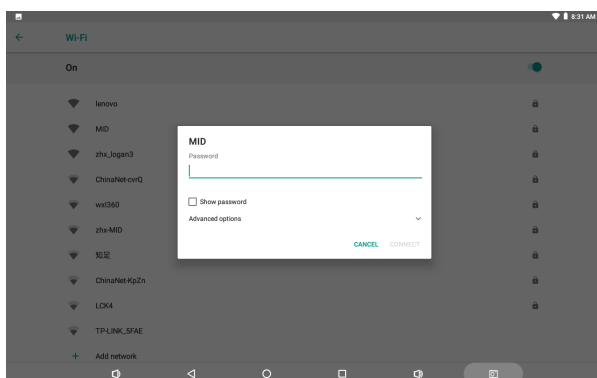 8:31 AM
Wi-Fi
On
lenovo
MID
zhx_logan3
ChinaNet-cvrQ
wxl360
zhx-MID
知足
ChinaNet-KpZn
LCK4
TP-LINK_5FAE
Add network
MID
Password
Show password
Advanced options
CANCEL CONNECT